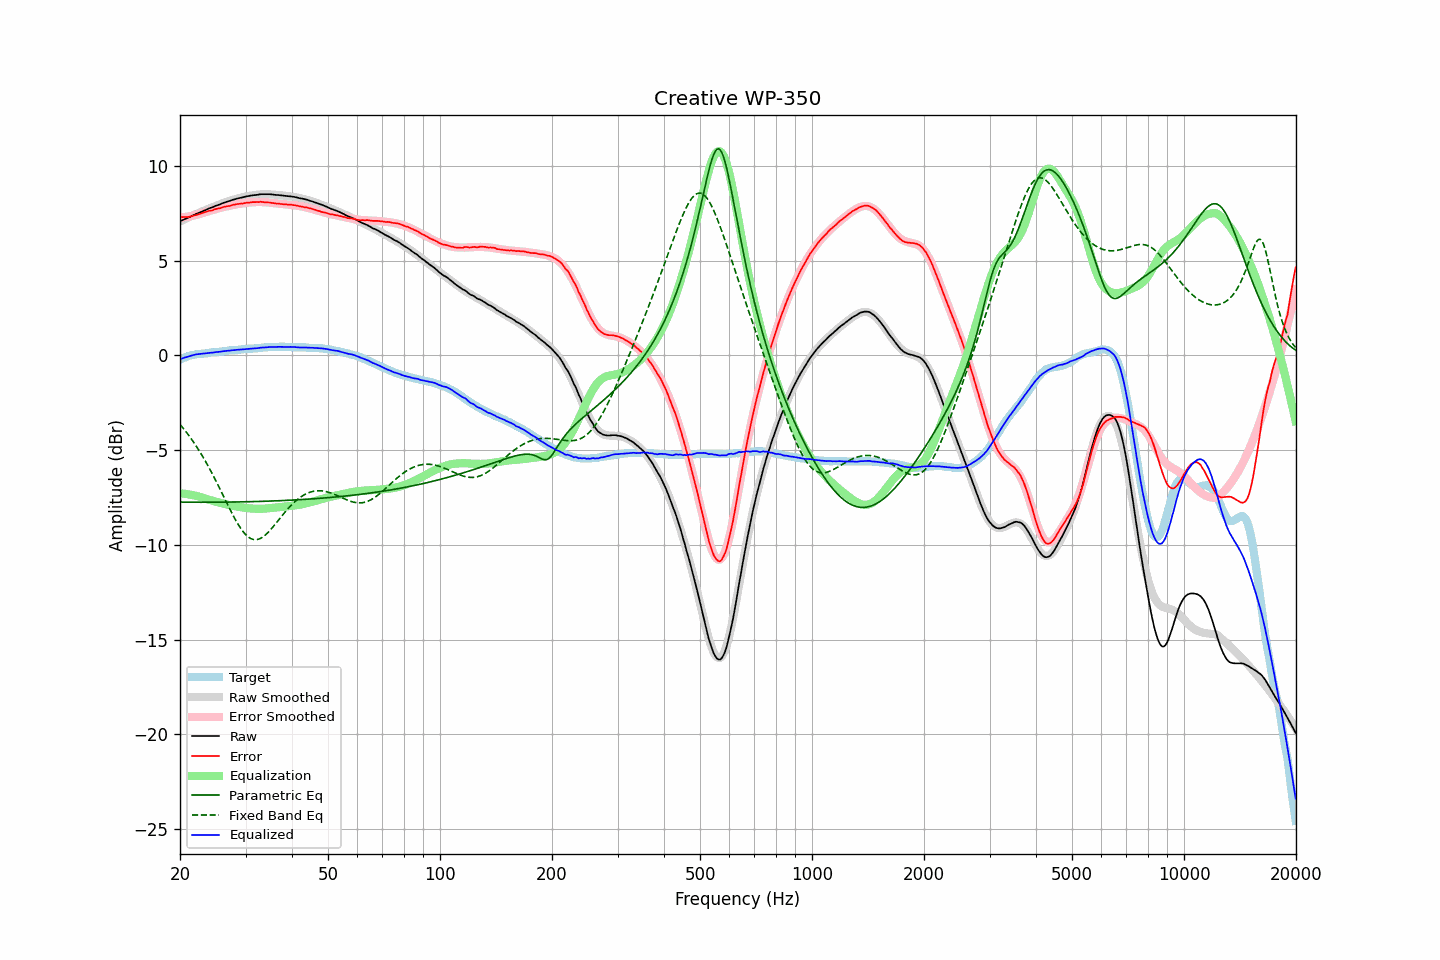 Creative WP-350
Amplitude (dBr)
10
5
0
−5
−10
−15
−20
−25
Target
Raw Smoothed
Error Smoothed
Raw
Error
Equalization
Parametric Eq
Fixed Band Eq
Equalized
20 50 100 200 500 1000 2000 5000 10000 20000
Frequency (Hz)